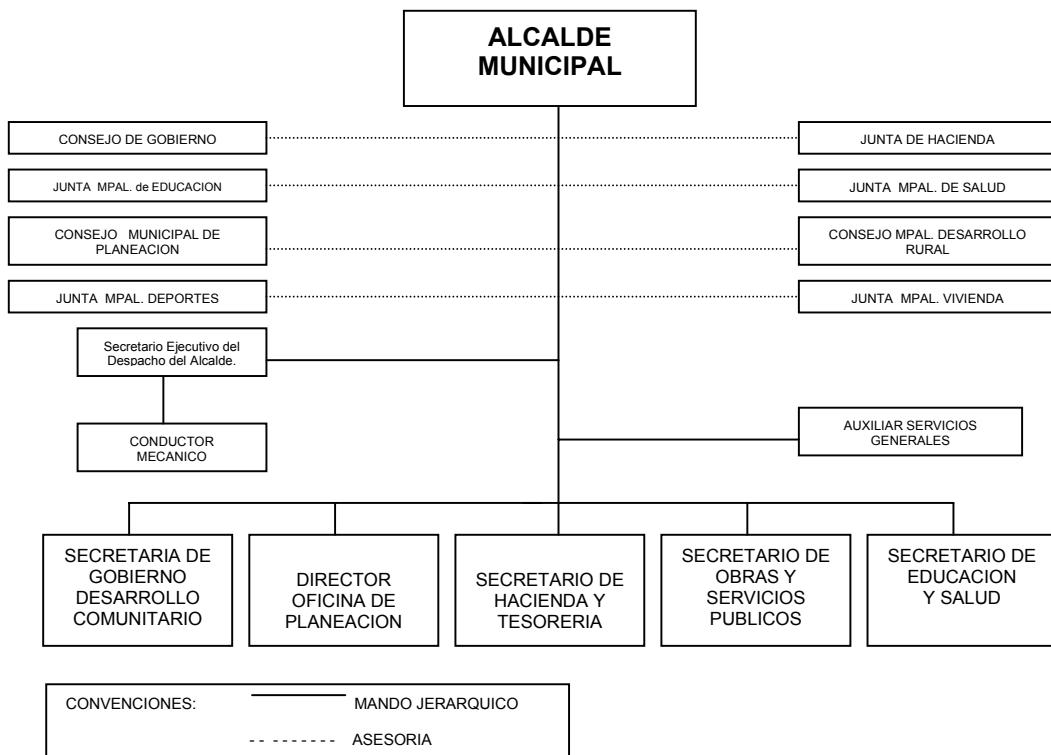 ALCALDE
MUNICIPAL
CONSEJO DE GOBIERNO
JUNTA DE HACIENDA
JUNTA MPAL. de EDUCACION
JUNTA MPAL. DE SALUD
CONSEJO MUNICIPAL DE
PLANEACION
CONSEJO MPAL. DESARROLLO
RURAL
JUNTA MPAL. DEPORTES
JUNTA MPAL. VIVIENDA
Secretario Ejecutivo del
Despacho del Alcalde.
CONDUCTOR
MECANICO
AUXILIAR SERVICIOS
GENERALES
SECRETARIA DE
GOBIERNO
DESARROLLO
COMUNITARIO
DIRECTOR
OFICINA DE
PLANEACION
SECRETARIO DE
HACIENDA Y
TESORERIA
SECRETARIO DE
OBRAS Y
SERVICIOS
PUBLICOS
SECRETARIO DE
EDUCACION
Y SALUD
CONVENCIONES:
MANDO JERARQUICO
ASESORIA